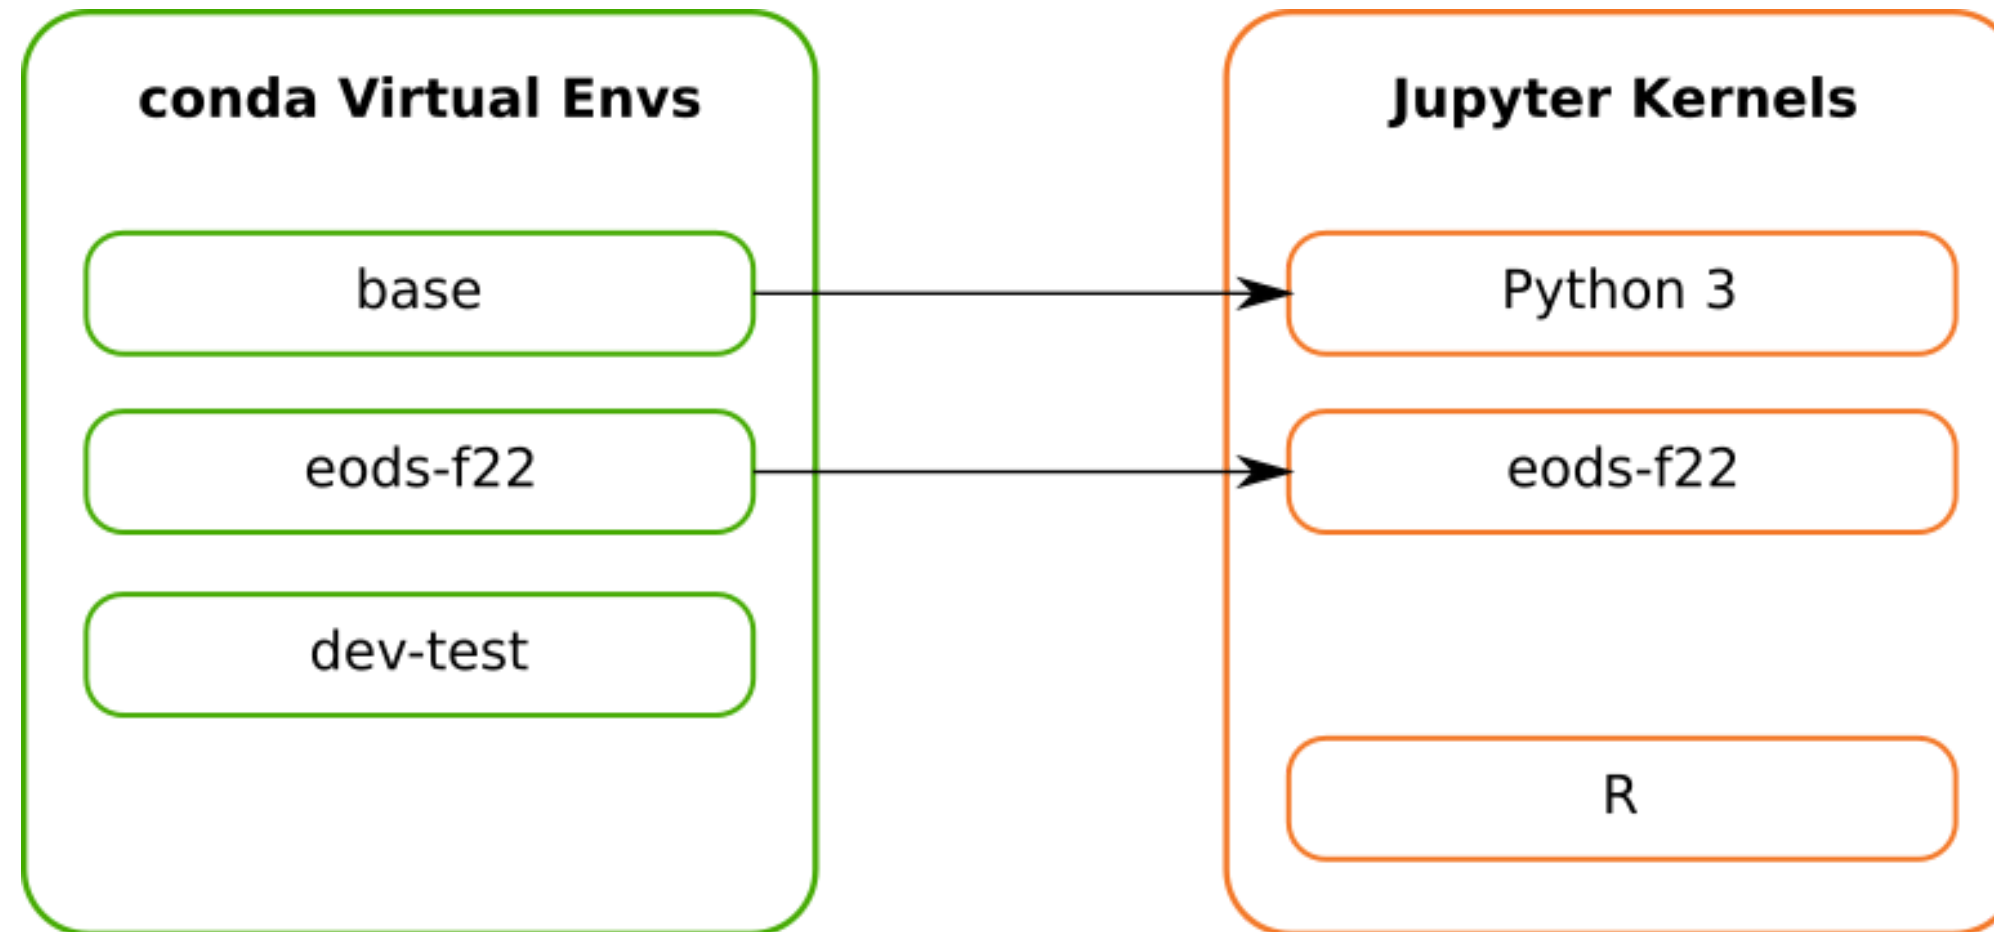 conda Virtual Envs
base
eods-f22
dev-test
Jupyter Kernels
Python 3
eods-f22
R